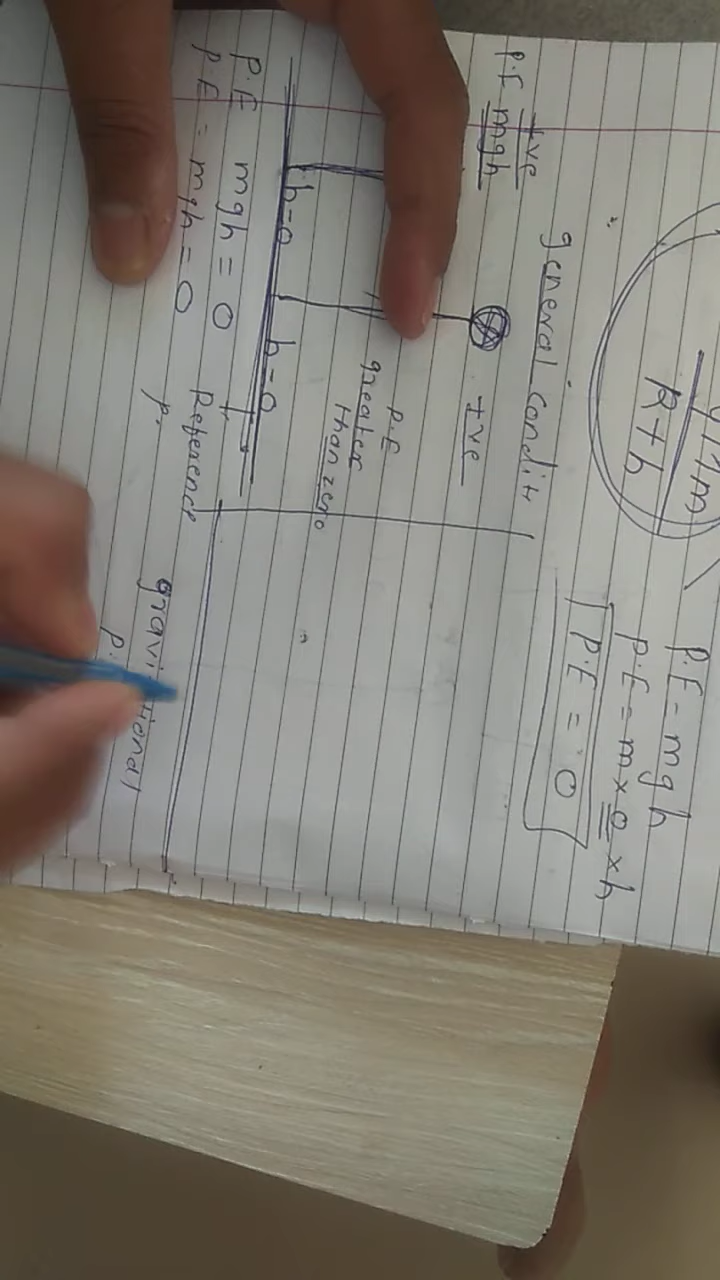 GMm
R+h
P.E = mgh
P.E = m × 0 × h
P.E = 0
general condit
+ve
P.E mgh
+ve
P.E
greater
than zero
h=0
h=0
P.E mgh = 0
P.E = mgh = 0
Reference
P.
P.